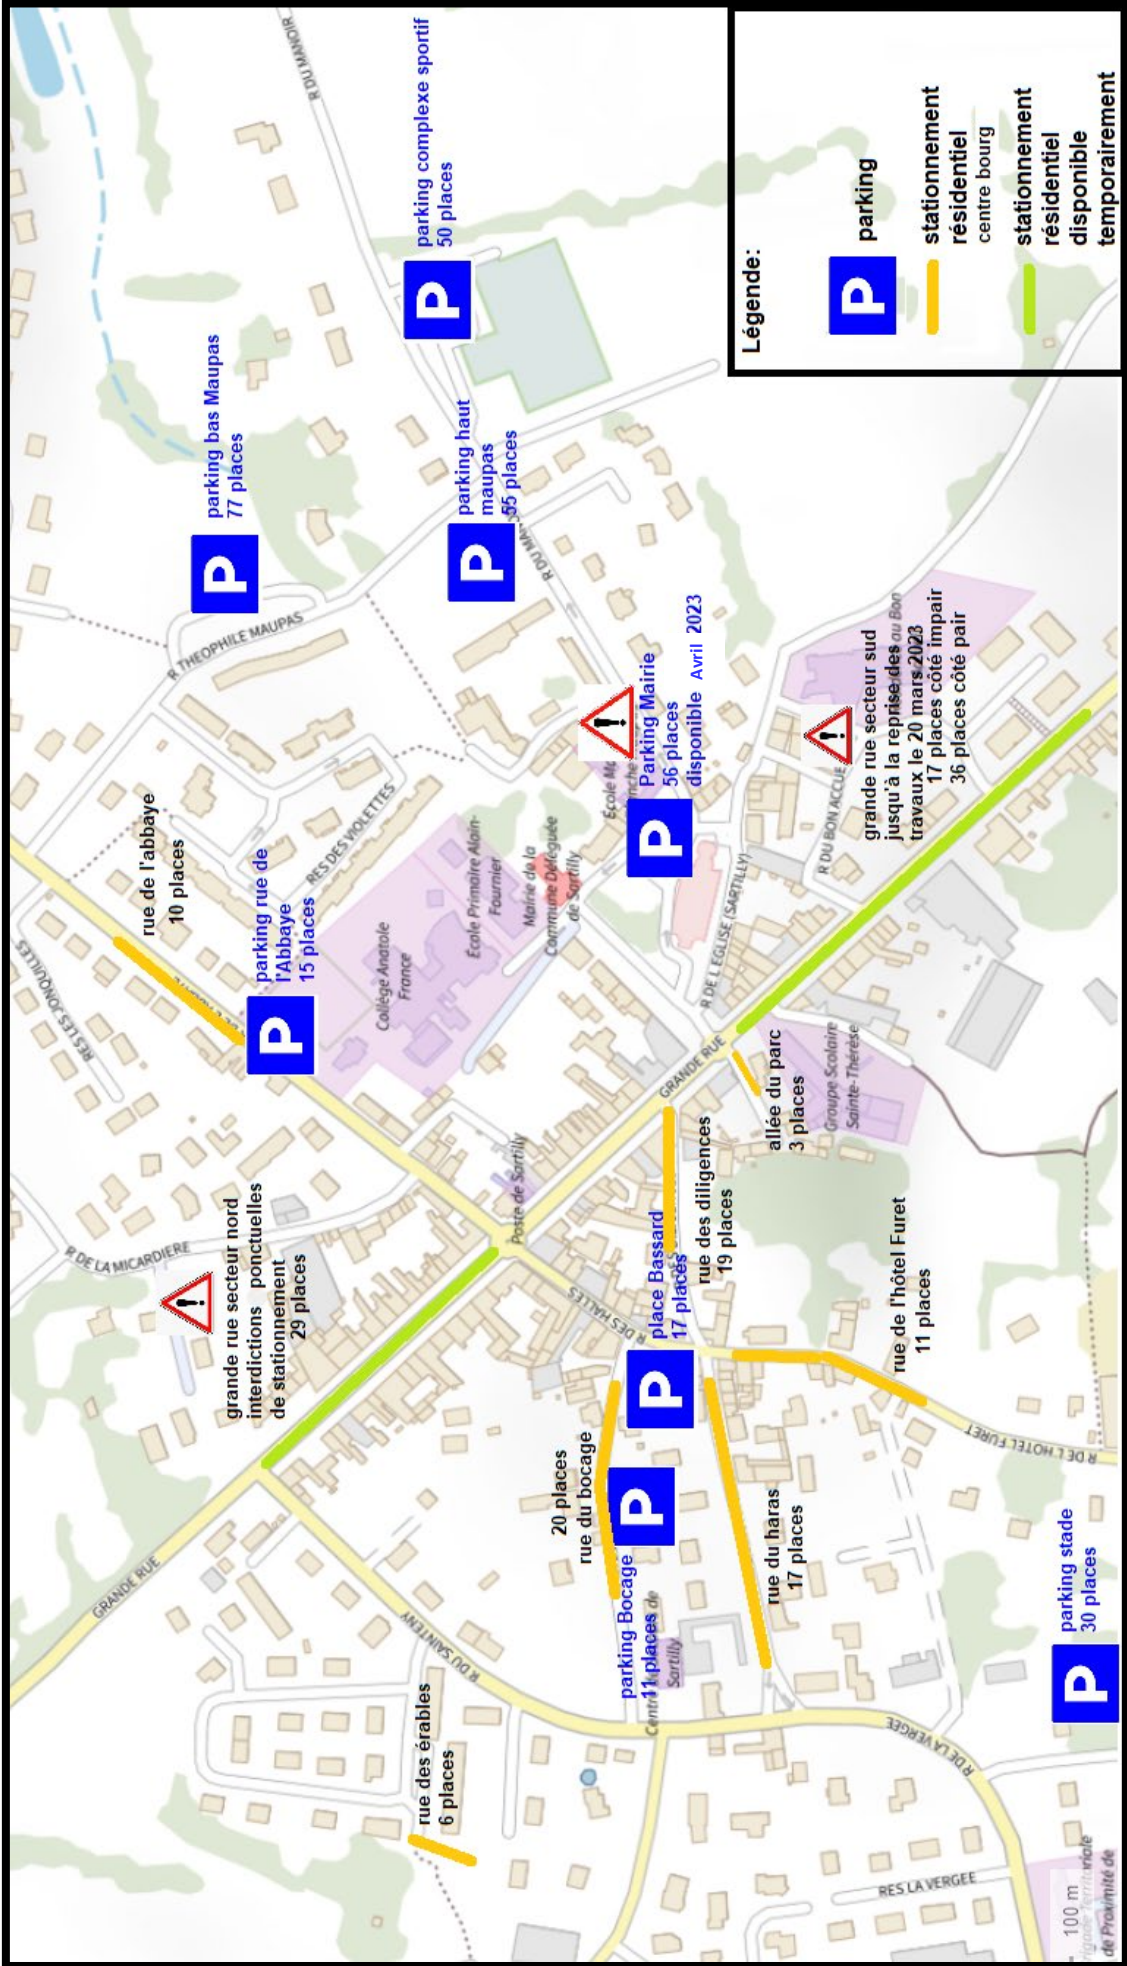 R DU MANOIR
parking complexe sportif
50 places
parking bas Maupas
77 places
parking haut
maupas
55 places
R THEOPHILE MAUPAS
rue de l'abbaye
10 places
RES LES JONQUILLES
parking rue de
l'Abbaye
15 places
RES DES VIOLETTES
Collège Anatole
France
École Primaire Alain-
Fournier
Mairie de la
Commune Déléguée
de Sartilly
Parking Mairie
56 places
disponible Avril 2023
R DE L'EGLISE (SARTILLY)
R DU BON ACCUE
au Bon
grande rue secteur sud
jusqu'à la reprise des
travaux le 20 mars 2023
17 places côté impair
36 places côté pair
R DE LA MICARDIERE
grande rue secteur nord
interdictions ponctuelles
de stationnement
29 places
Poste de Sartilly
GRANDE RUE
allée du parc
3 places
Groupe Scolaire
Sainte-Thérèse
rue des diligences
19 places
R DES HALLES
place Bassard
17 places
rue de l'hôtel Furet
11 places
R DE L'HOTEL FURET
20 places
rue du bocage
parking Bocage
11 places
Sartilly
rue du haras
17 places
GRANDE RUE
R DU SAINTENY
rue des érables
6 places
R DE LA VERGEE
RES LA VERGEE
parking stade
30 places
100 m
de Proximité de
Légende:
P parking
stationnement
résidentiel
centre bourg
stationnement
résidentiel
disponible
temporairement
P
P
P
P
P
P
P
P